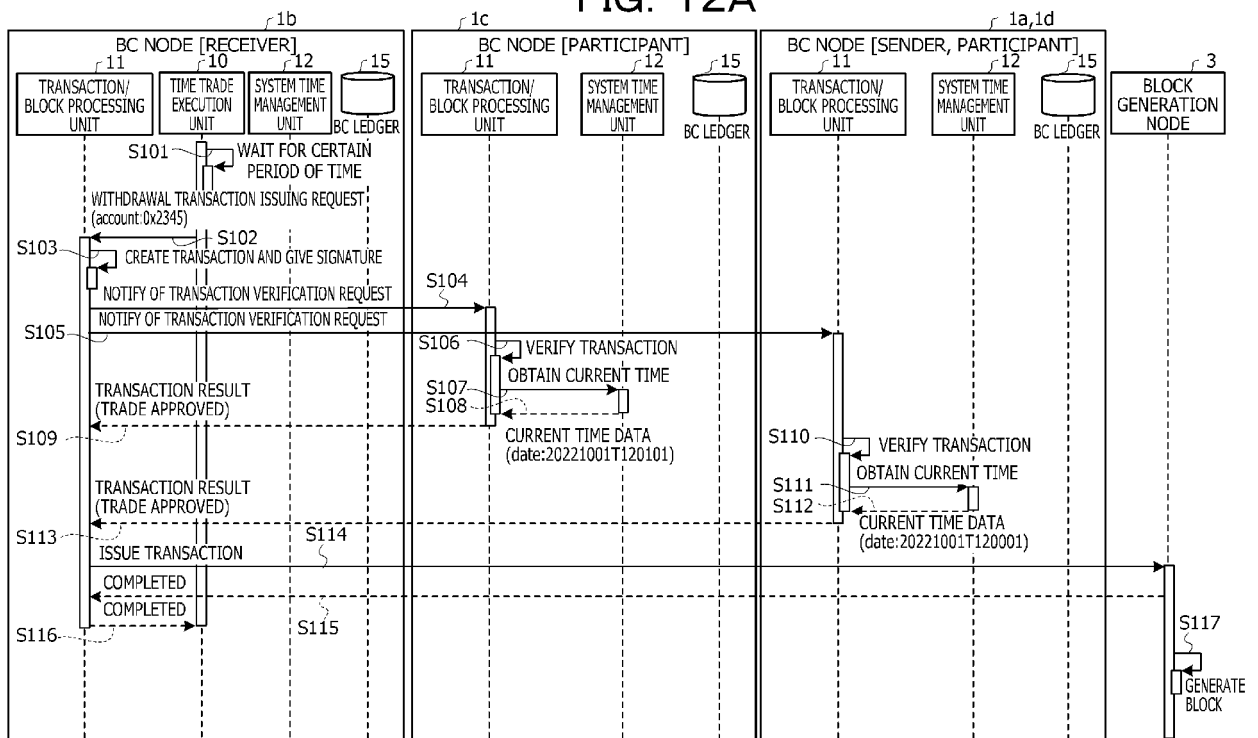 FIG. 12A
1b
1c
1a,1d
BC NODE [RECEIVER]
BC NODE [PARTICIPANT]
BC NODE [SENDER, PARTICIPANT]
11
10
12
15
11
12
15
11
12
15
3
TRANSACTION/
BLOCK PROCESSING
UNIT
TIME TRADE
EXECUTION
UNIT
SYSTEM TIME
MANAGEMENT
UNIT
BC LEDGER
TRANSACTION/
BLOCK PROCESSING
UNIT
SYSTEM TIME
MANAGEMENT
UNIT
BC LEDGER
TRANSACTION/
BLOCK PROCESSING
UNIT
SYSTEM TIME
MANAGEMENT
UNIT
BC LEDGER
BLOCK
GENERATION
NODE
S101
WAIT FOR CERTAIN
PERIOD OF TIME
WITHDRAWAL TRANSACTION ISSUING REQUEST
(account:0x2345)
S102
S103
CREATE TRANSACTION AND GIVE SIGNATURE
NOTIFY OF TRANSACTION VERIFICATION REQUEST
S104
NOTIFY OF TRANSACTION VERIFICATION REQUEST
S105
S106
VERIFY TRANSACTION
OBTAIN CURRENT TIME
S107
S108
TRANSACTION RESULT
(TRADE APPROVED)
S109
CURRENT TIME DATA
(date:20221001T120101)
S110
VERIFY TRANSACTION
OBTAIN CURRENT TIME
S111
S112
TRANSACTION RESULT
(TRADE APPROVED)
S113
CURRENT TIME DATA
(date:20221001T120001)
S114
ISSUE TRANSACTION
COMPLETED
COMPLETED
S115
S116
S117
GENERATE
BLOCK